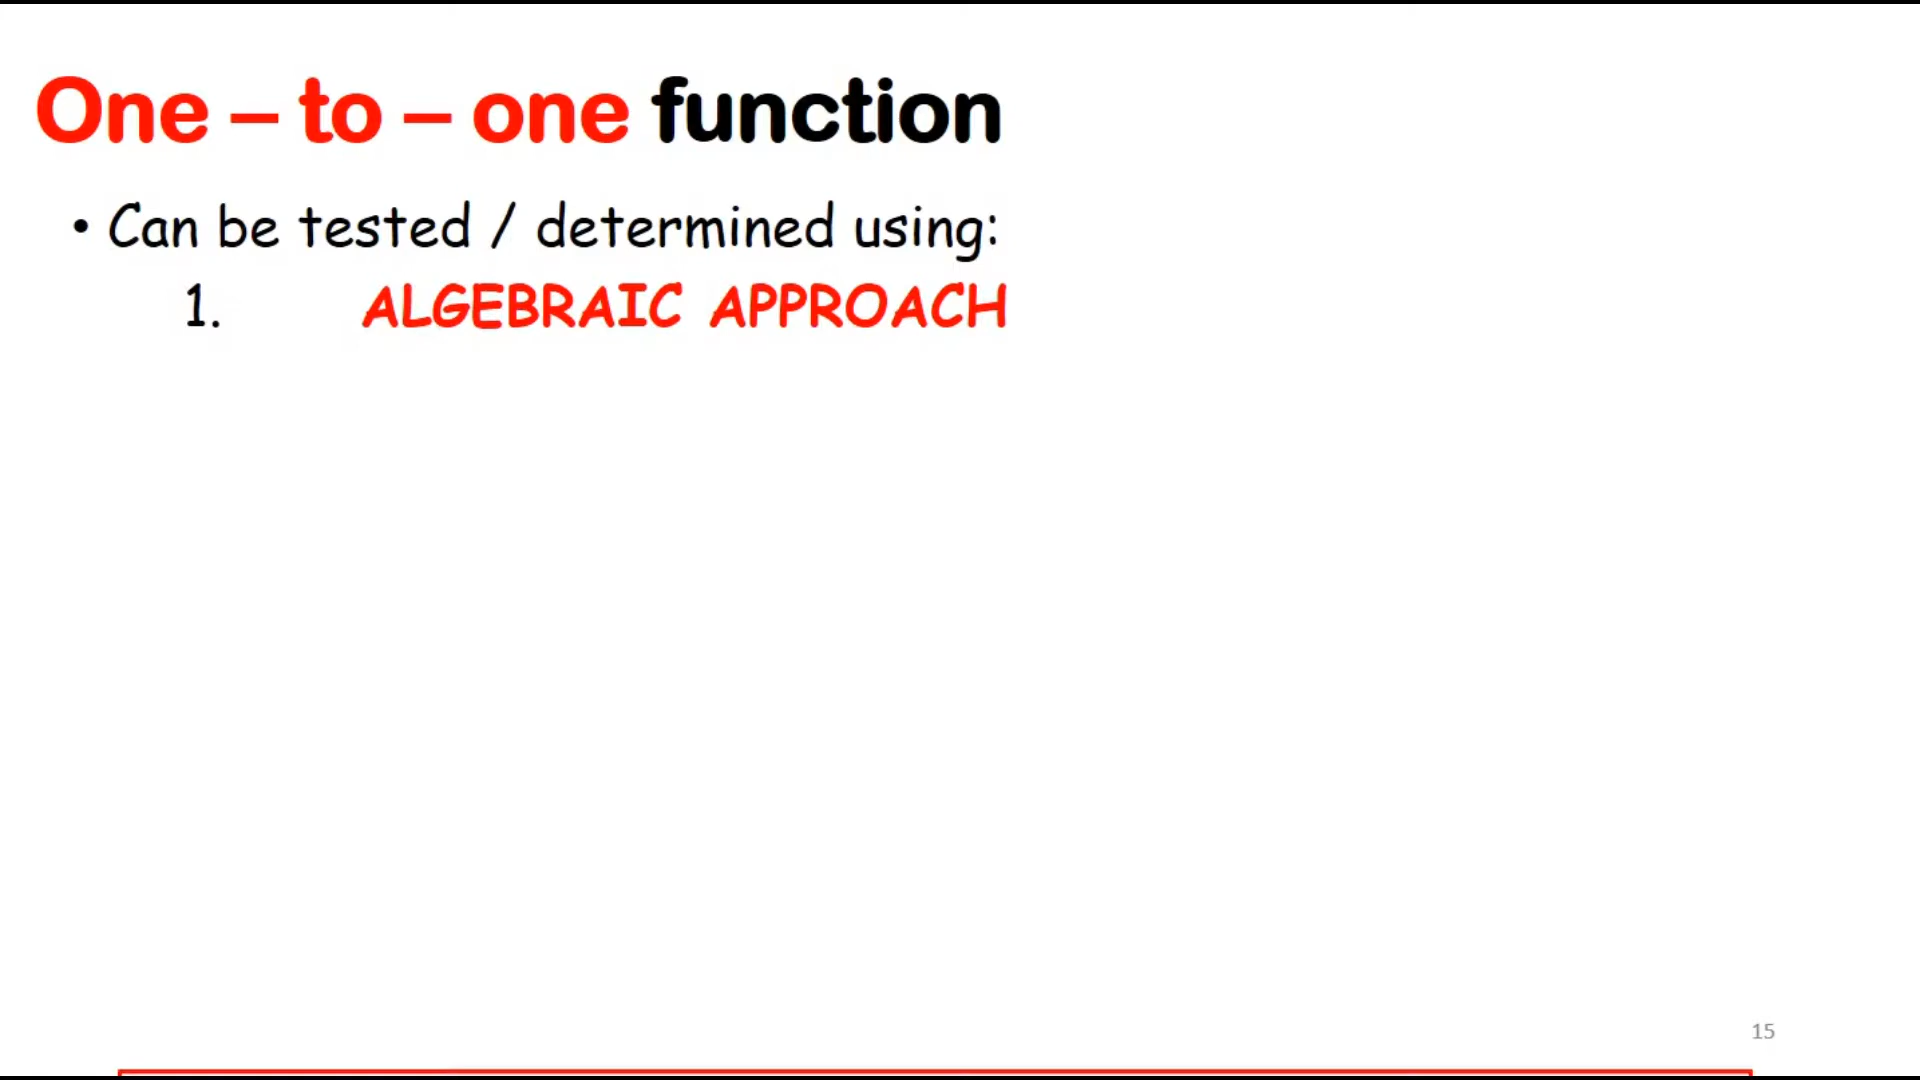 One – to – one function
• Can be tested / determined using:
1. ALGEBRAIC APPROACH
15